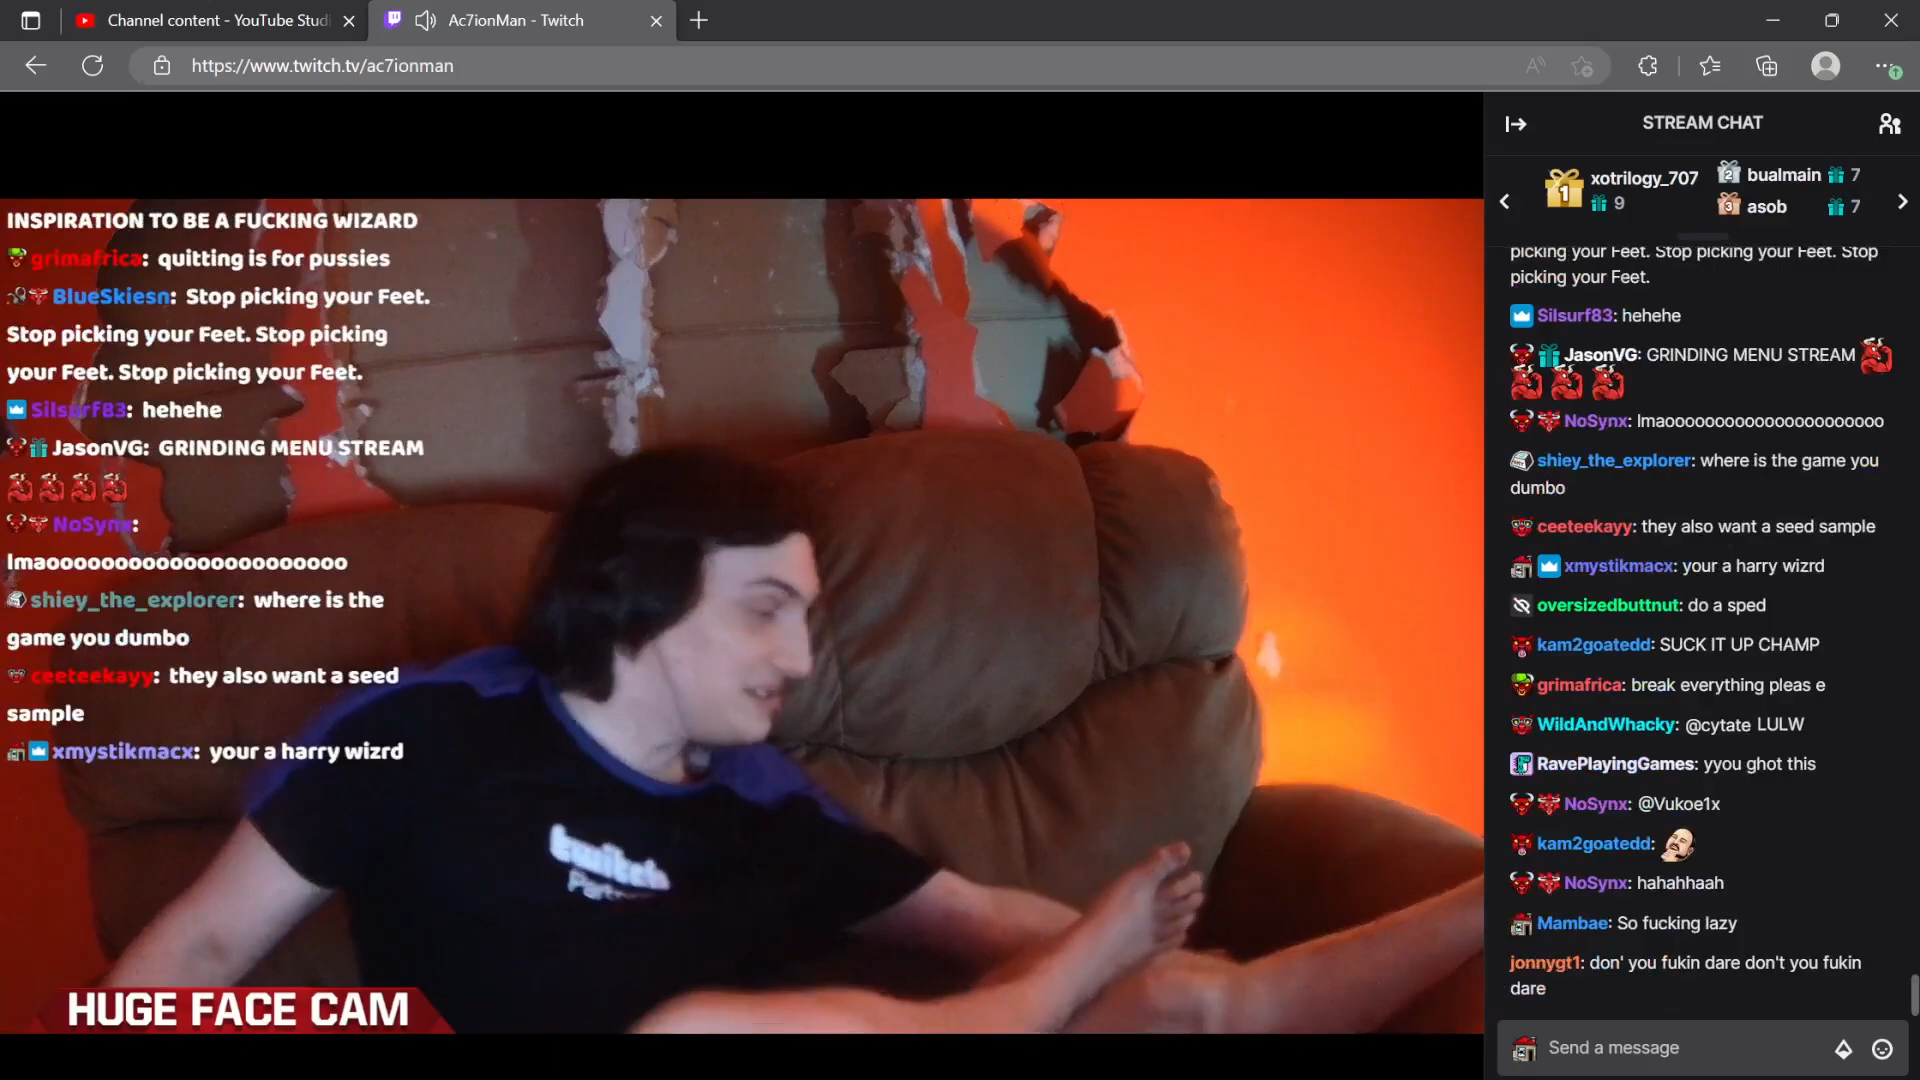 Channel content - YouTube Studi
Ac7ionMan - Twitch
https://www.twitch.tv/ac7ionman
INSPIRATION TO BE A FUCKING WIZARD
grimafrica: quitting is for pussies
BlueSkiesn: Stop picking your Feet.
Stop picking your Feet. Stop picking
your Feet. Stop picking your Feet.
Silsurf83: hehehe
JasonVG: GRINDING MENU STREAM
NoSynx:
lmaoooooooooooooooooooooo
shiey_the_explorer: where is the
game you dumbo
ceeteekayy: they also want a seed
sample
xmystikmacx: your a harry wizrd
twitch
HUGE FACE CAM
STREAM CHAT
1 xotrilogy_707 9
2 bualmain 7
3 asob 7
picking your Feet. Stop picking your Feet. Stop
picking your Feet.
Silsurf83: hehehe
JasonVG: GRINDING MENU STREAM
NoSynx: lmaoooooooooooooooooooooo
shiey_the_explorer: where is the game you
dumbo
ceeteekayy: they also want a seed sample
xmystikmacx: your a harry wizrd
oversizedbuttnut: do a sped
kam2goatedd: SUCK IT UP CHAMP
grimafrica: break everything pleas e
WildAndWhacky: @cytate LULW
RavePlayingGames: yyou ghot this
NoSynx: @Vukoe1x
kam2goatedd:
NoSynx: hahahhaah
Mambae: So fucking lazy
jonnygt1: don' you fukin dare don't you fukin
dare
Send a message